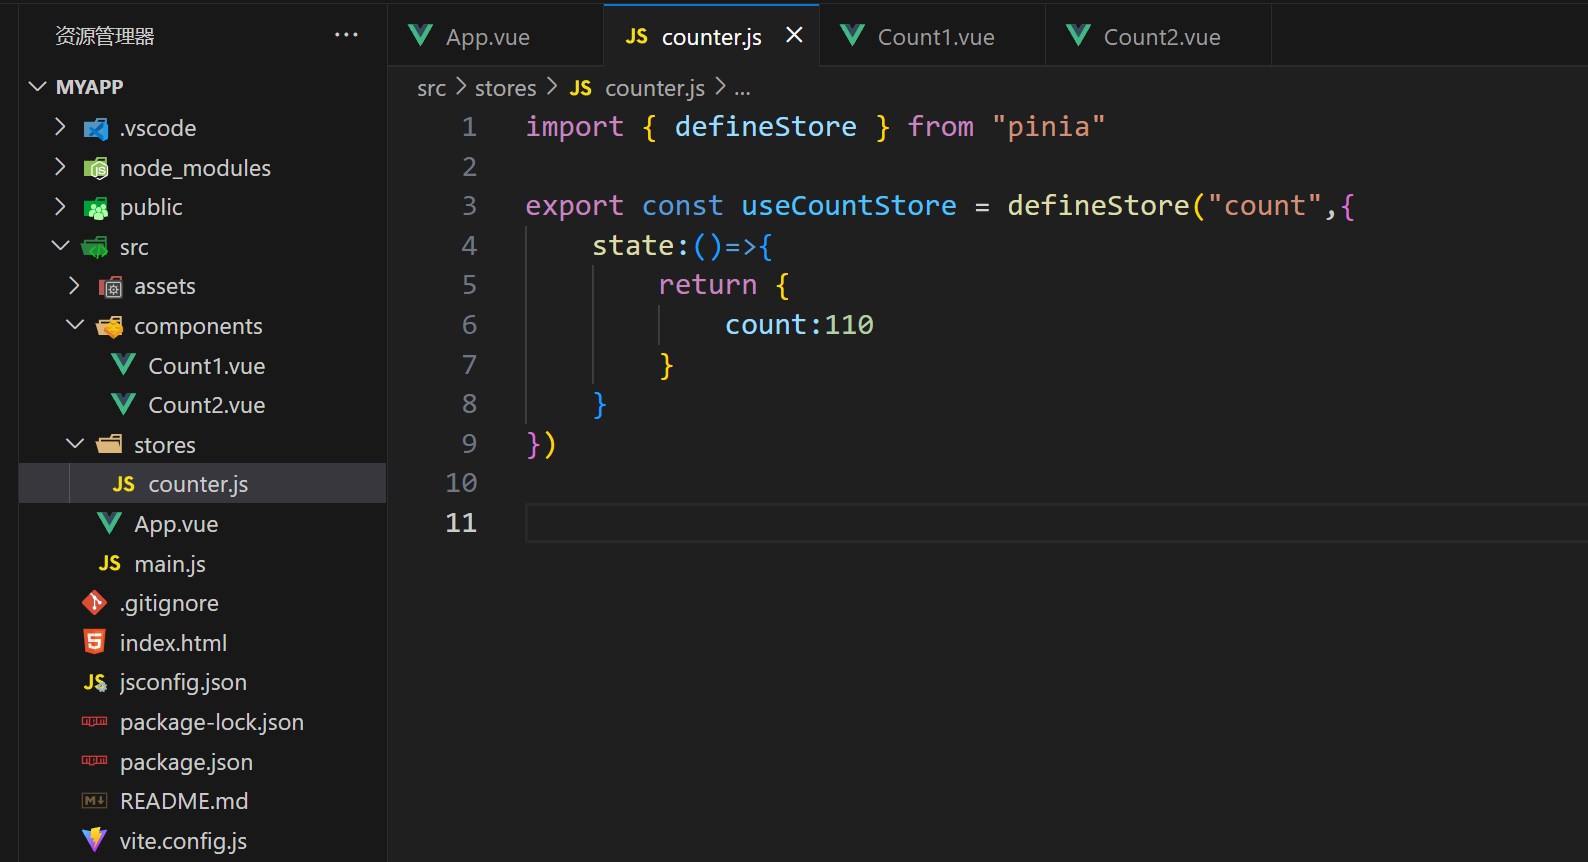 资源管理器 ···
MYAPP
.vscode
node_modules
public
src
assets
components
Count1.vue
Count2.vue
stores
JS counter.js
App.vue
JS main.js
.gitignore
index.html
JS jsconfig.json
package-lock.json
package.json
README.md
vite.config.js
App.vue JS counter.js × Count1.vue Count2.vue
src > stores > JS counter.js > ...
1 import { defineStore } from "pinia"
2
3 export const useCountStore = defineStore("count",{
4     state:()=>{
5         return {
6             count:110
7         }
8     }
9 })
10
11